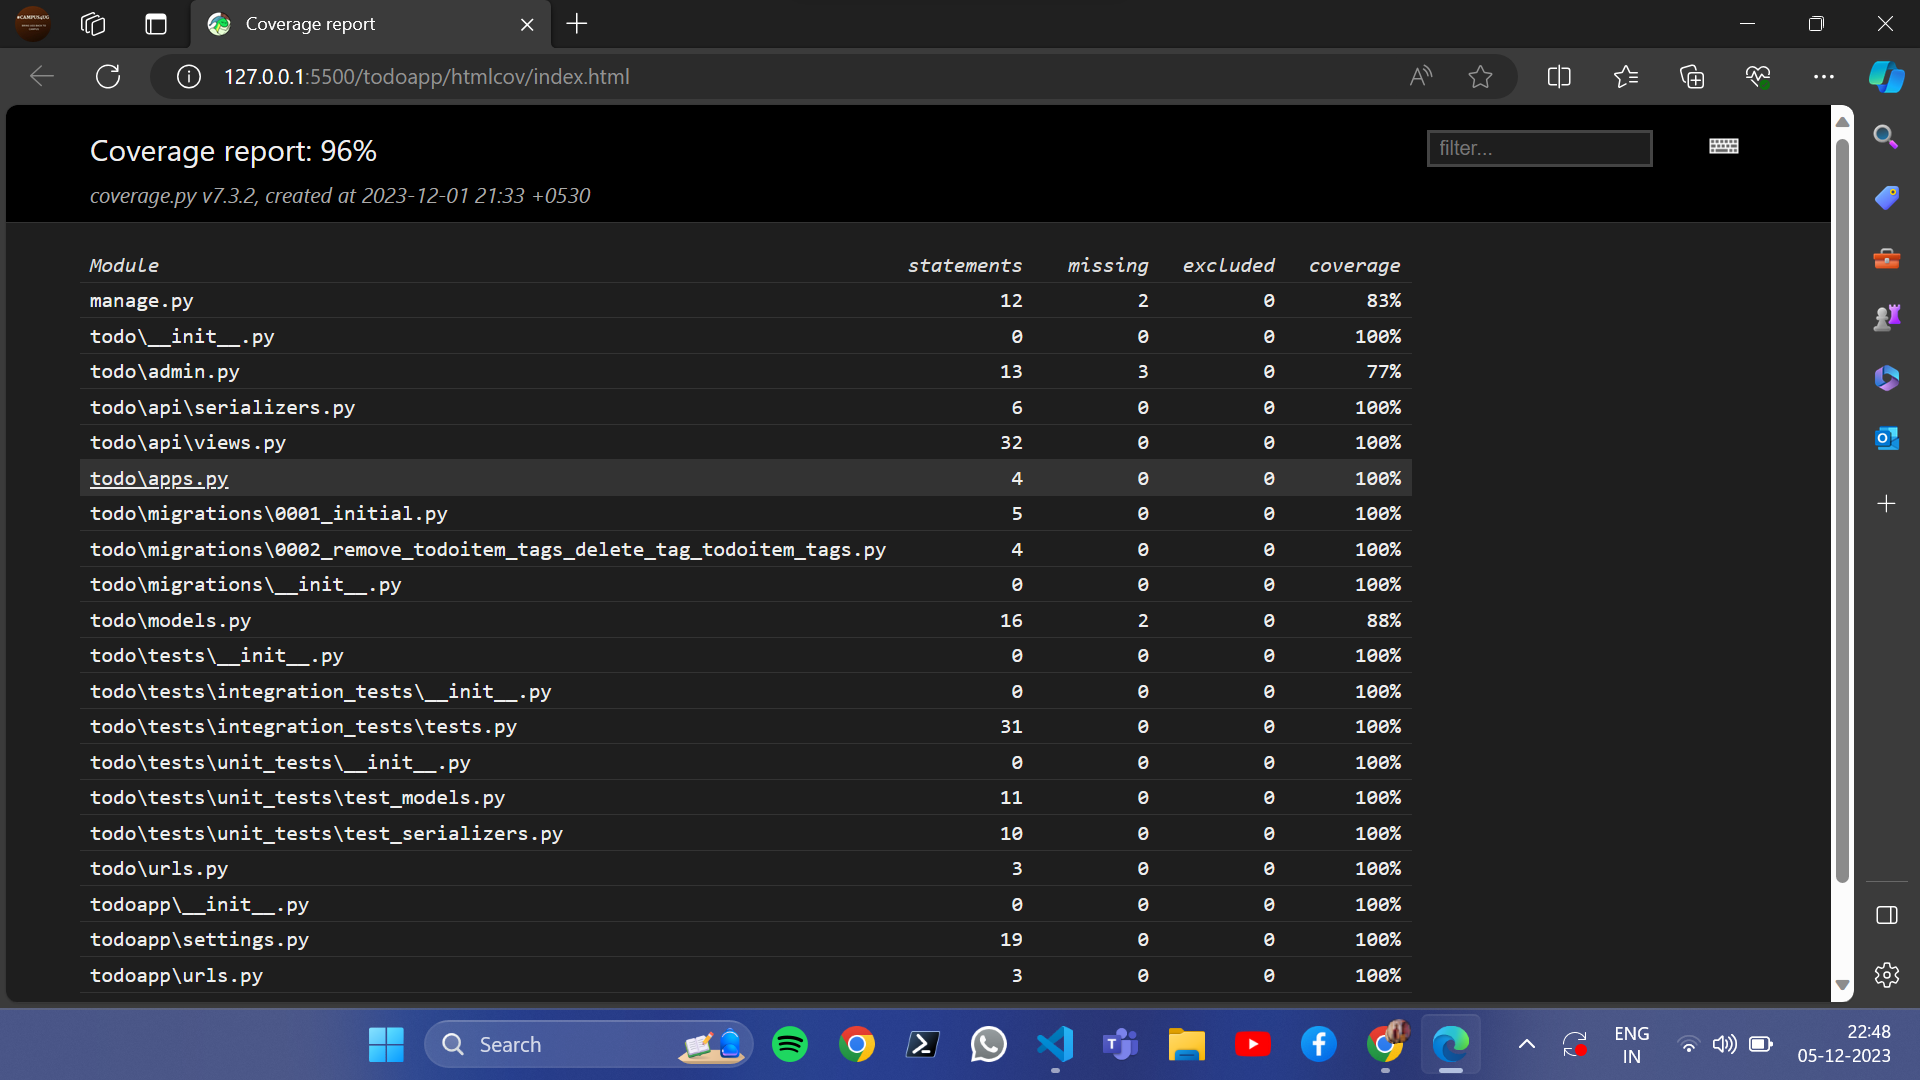 Coverage report
127.0.0.1:5500/todoapp/htmlcov/index.html
Coverage report: 96%
filter...
coverage.py v7.3.2, created at 2023-12-01 21:33 +0530
Module statements missing excluded coverage
manage.py 12 2 0 83%
todo\__init__.py 0 0 0 100%
todo\admin.py 13 3 0 77%
todo\api\serializers.py 6 0 0 100%
todo\api\views.py 32 0 0 100%
todo\apps.py 4 0 0 100%
todo\migrations\0001_initial.py 5 0 0 100%
todo\migrations\0002_remove_todoitem_tags_delete_tag_todoitem_tags.py 4 0 0 100%
todo\migrations\__init__.py 0 0 0 100%
todo\models.py 16 2 0 88%
todo\tests\__init__.py 0 0 0 100%
todo\tests\integration_tests\__init__.py 0 0 0 100%
todo\tests\integration_tests\tests.py 31 0 0 100%
todo\tests\unit_tests\__init__.py 0 0 0 100%
todo\tests\unit_tests\test_models.py 11 0 0 100%
todo\tests\unit_tests\test_serializers.py 10 0 0 100%
todo\urls.py 3 0 0 100%
todoapp\__init__.py 0 0 0 100%
todoapp\settings.py 19 0 0 100%
todoapp\urls.py 3 0 0 100%
Search
ENG
IN
22:48
05-12-2023